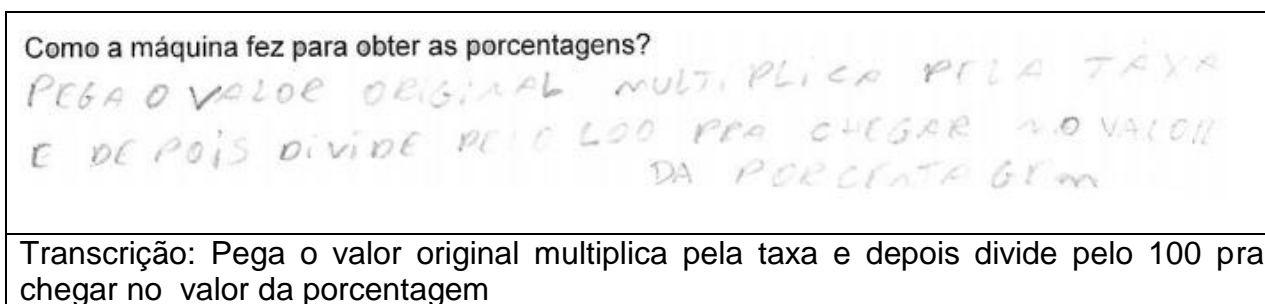 Como a máquina fez para obter as porcentagens?
PEGA O VALOR ORIGINAL MULTIPLICA PELA TAXA
E DEPOIS DIVIDE PELO 100 PRA CHEGAR NO VALOR
DA PORCENTAGEM
Transcrição: Pega o valor original multiplica pela taxa e depois divide pelo 100 pra
chegar no valor da porcentagem